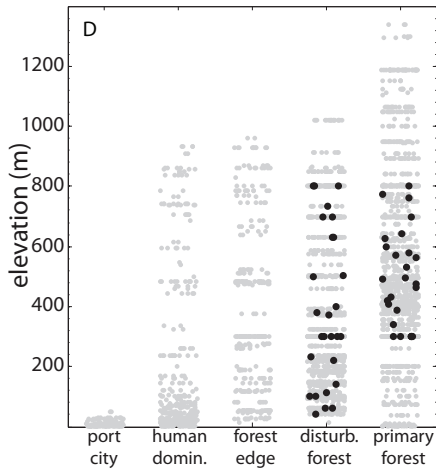 D
1200
1000
800
600
400
200
elevation (m)
port city
human domin.
forest edge
disturb. forest
primary forest